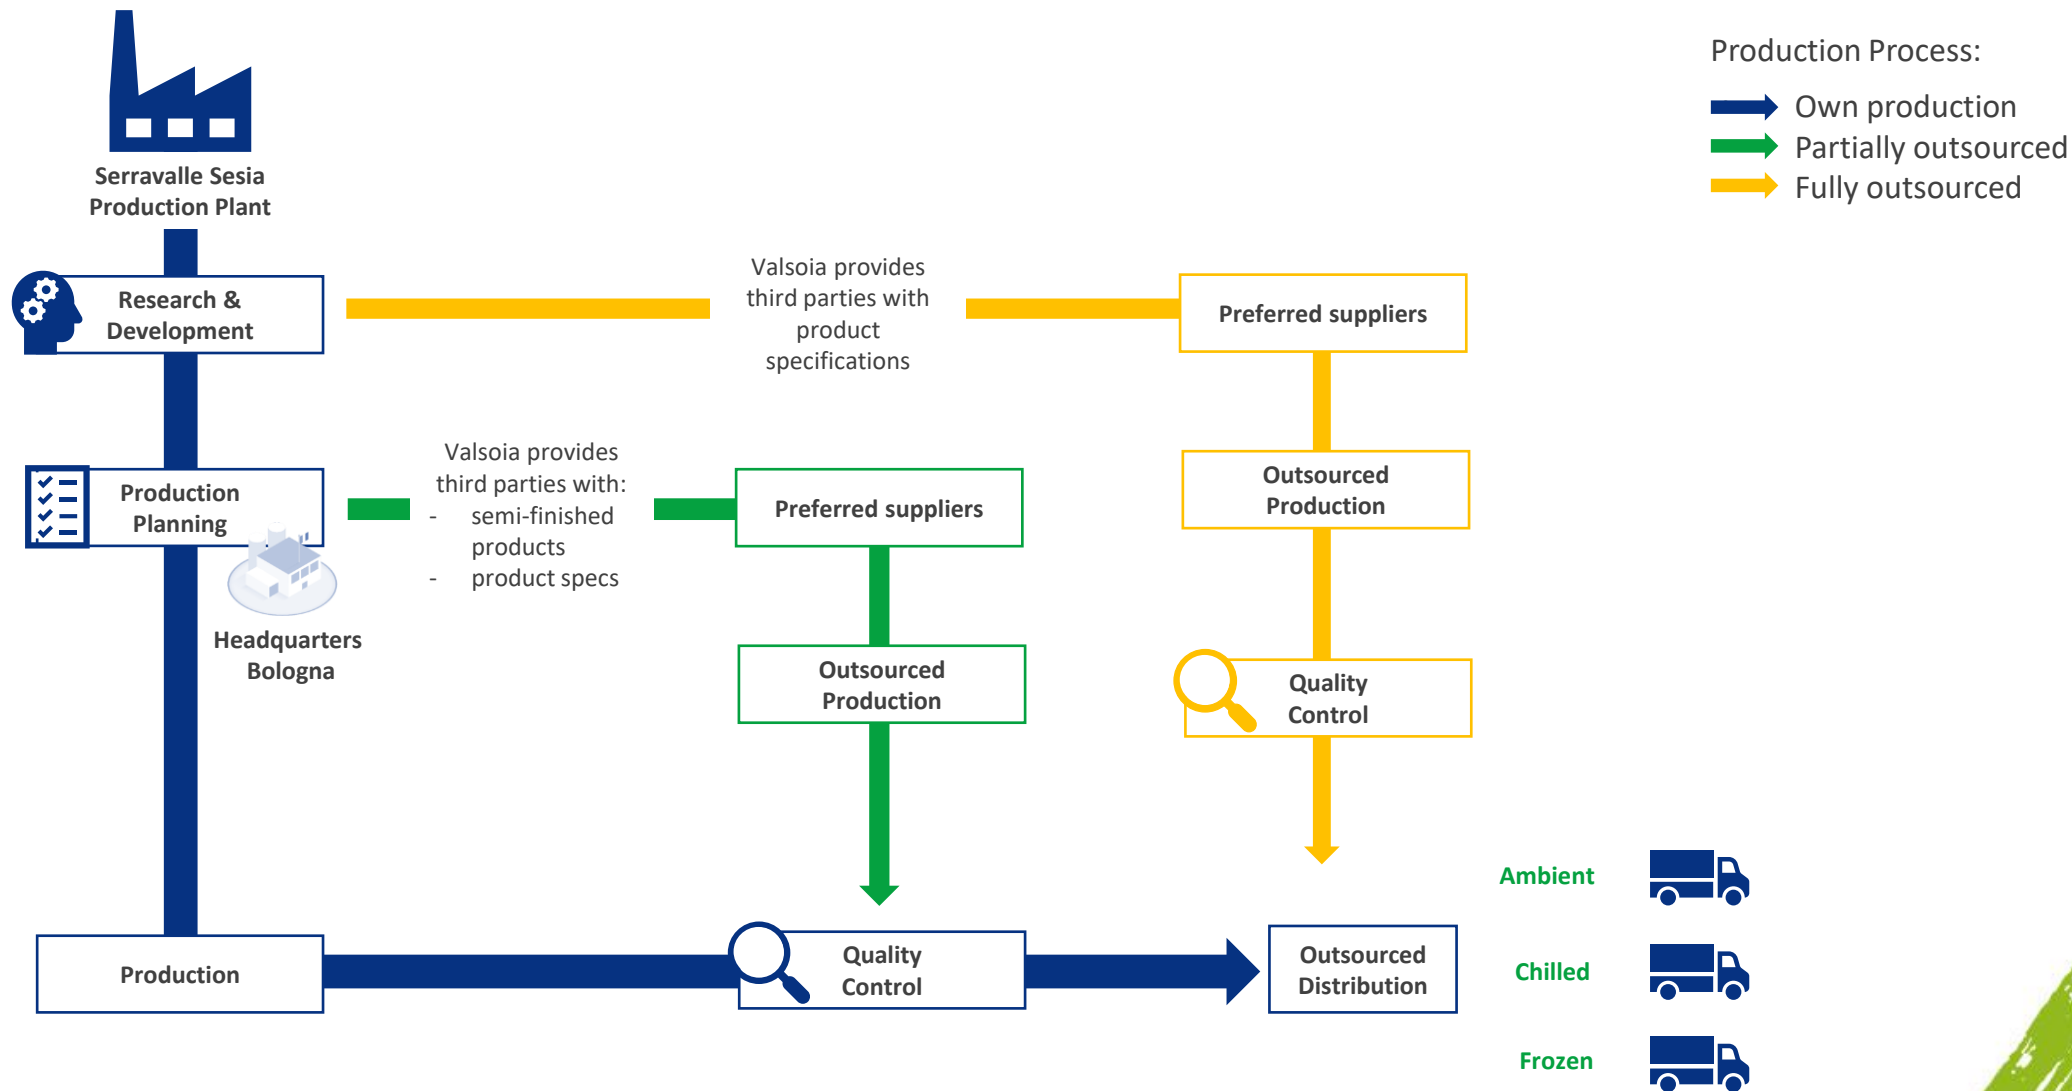 Production Process:
Own production
Partially outsourced
Fully outsourced
Serravalle Sesia
Production Plant
Research &
Development
Valsoia provides
third parties with
product
specifications
Preferred suppliers
Production
Planning
Headquarters
Bologna
Valsoia provides
third parties with:
- semi-finished
products
- product specs
Preferred suppliers
Outsourced
Production
Outsourced
Production
Quality
Control
Production
Quality
Control
Outsourced
Distribution
Ambient
Chilled
Frozen